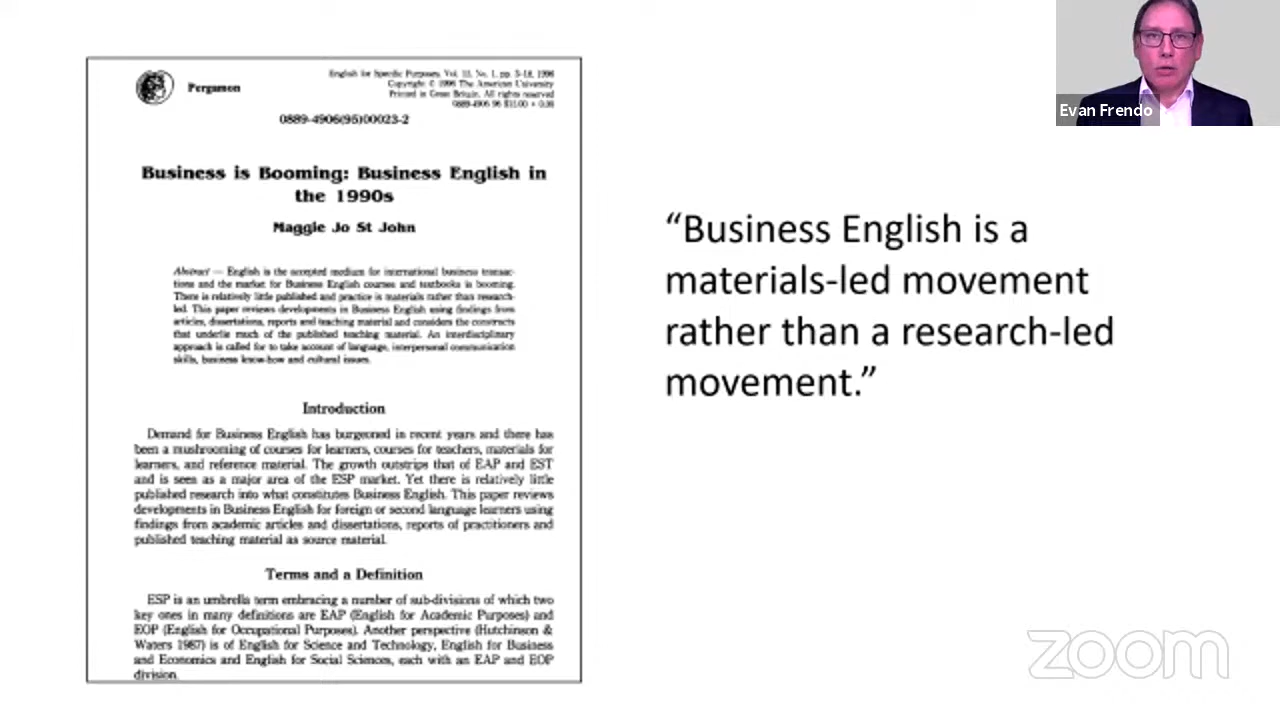 Pergamon
English for Specific Purposes, Vol. 15, No. 1, pp. 3-18, 1996
Copyright © 1996 The American University
Printed in Great Britain. All rights reserved
0889-4906/96 $15.00 + 0.00
0889-4906(95)00023-2
Business is Booming: Business English in
the 1990s
Maggie Jo St John
Abstract — English is the accepted medium for international business transac-
tions and the market for Business English courses and textbooks is booming.
There is relatively little published and practice is materials rather than research-
led. This paper reviews developments in Business English using findings from
articles, dissertations, reports and teaching material and considers the constructs
that underlie much of the published teaching material. An interdisciplinary
approach is called for to take account of language, interpersonal communication
skills, business know-how and cultural issues.
Introduction
Demand for Business English has burgeoned in recent years and there has
been a mushrooming of courses for learners, courses for teachers, materials for
learners, and reference material. The growth outstrips that of EAP and EST
and is seen as a major area of the ESP market. Yet there is relatively little
published research into what constitutes Business English. This paper reviews
developments in Business English for foreign or second language learners using
findings from academic articles and dissertations, reports of practitioners and
published teaching material as source material.
Terms and a Definition
ESP is an umbrella term embracing a number of sub-divisions of which two
key ones in many definitions are EAP (English for Academic Purposes) and
EOP (English for Occupational Purposes). Another perspective (Hutchinson &
Waters 1987) is of English for Science and Technology, English for Business
and Economics and English for Social Sciences, each with an EAP and EOP
division.
“Business English is a
materials-led movement
rather than a research-led
movement.”
Evan Frendo
zoom